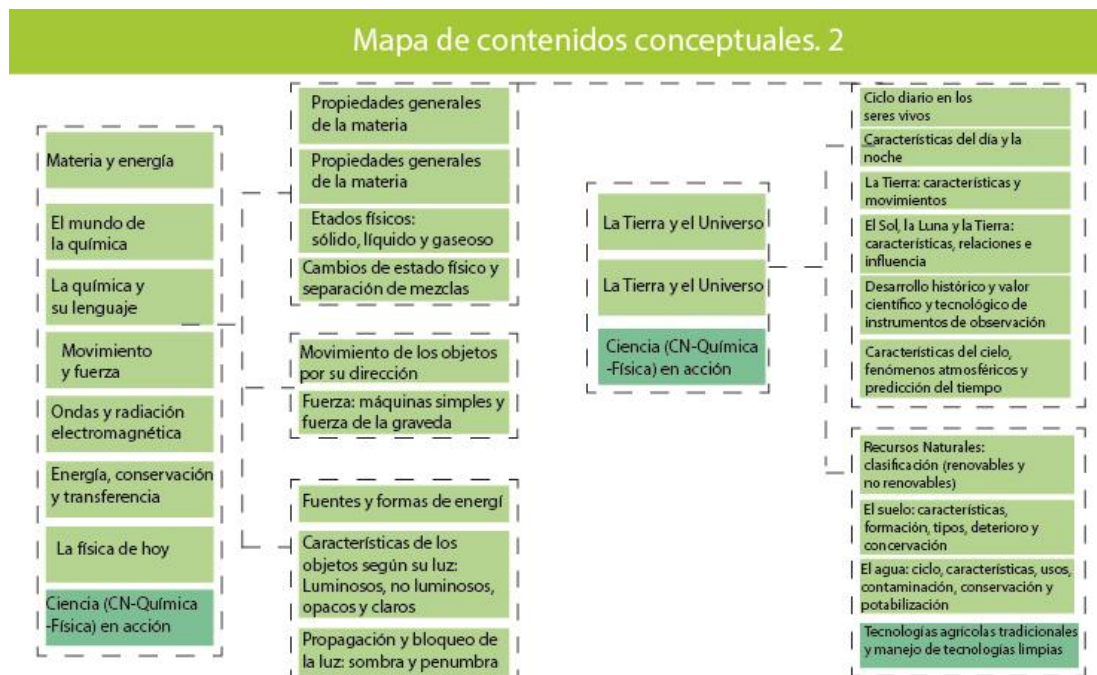 Mapa de contenidos conceptuales. 2
Materia y energía
El mundo de
la química
La química y
su lenguaje
Movimiento
y fuerza
Ondas y radiación
electromagnética
Energía, conservación
y transferencia
La física de hoy
Ciencia (CN-Química
-Física) en acción
Propiedades generales
de la materia
Propiedades generales
de la materia
Etados físicos:
sólido, líquido y gaseoso
Cambios de estado físico y
separación de mezclas
Movimiento de los objetos
por su dirección
Fuerza: máquinas simples y
fuerza de la graveda
Fuentes y formas de energí
Características de los
objetos según su luz:
Luminosos, no luminosos,
opacos y claros
Propagación y bloqueo de
la luz: sombra y penumbra
La Tierra y el Universo
La Tierra y el Universo
Ciencia (CN-Química
-Física) en acción
Ciclo diario en los
seres vivos
Características del día y la
noche
La Tierra: características y
movimientos
El Sol, la Luna y la Tierra:
características, relaciones e
influencia
Desarrollo histórico y valor
científico y tecnológico de
instrumentos de observación
Características del cielo,
fenómenos atmosféricos y
predicción del tiempo
Recursos Naturales:
clasificación (renovables y
no renovables)
El suelo: características,
formación, tipos, deterioro y
concervación
El agua: ciclo, características, usos,
contaminación, conservación y
potabilización
Tecnologías agrícolas tradicionales
y manejo de tecnologías limpias